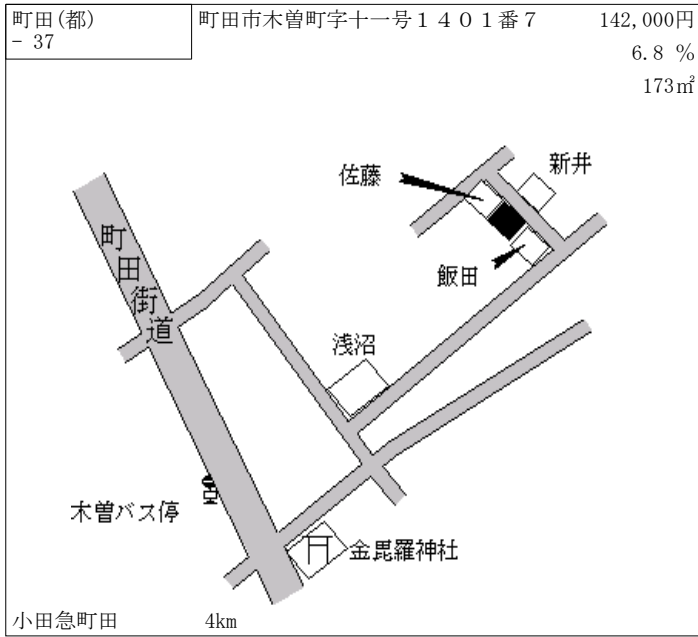 町田(都)
- 37
町田市木曽町字十一号１４０１番７
142,000円
6.8 %
173㎡
佐藤
新井
飯田
町田街道
浅沼
木曽バス停
金毘羅神社
小田急町田
4km